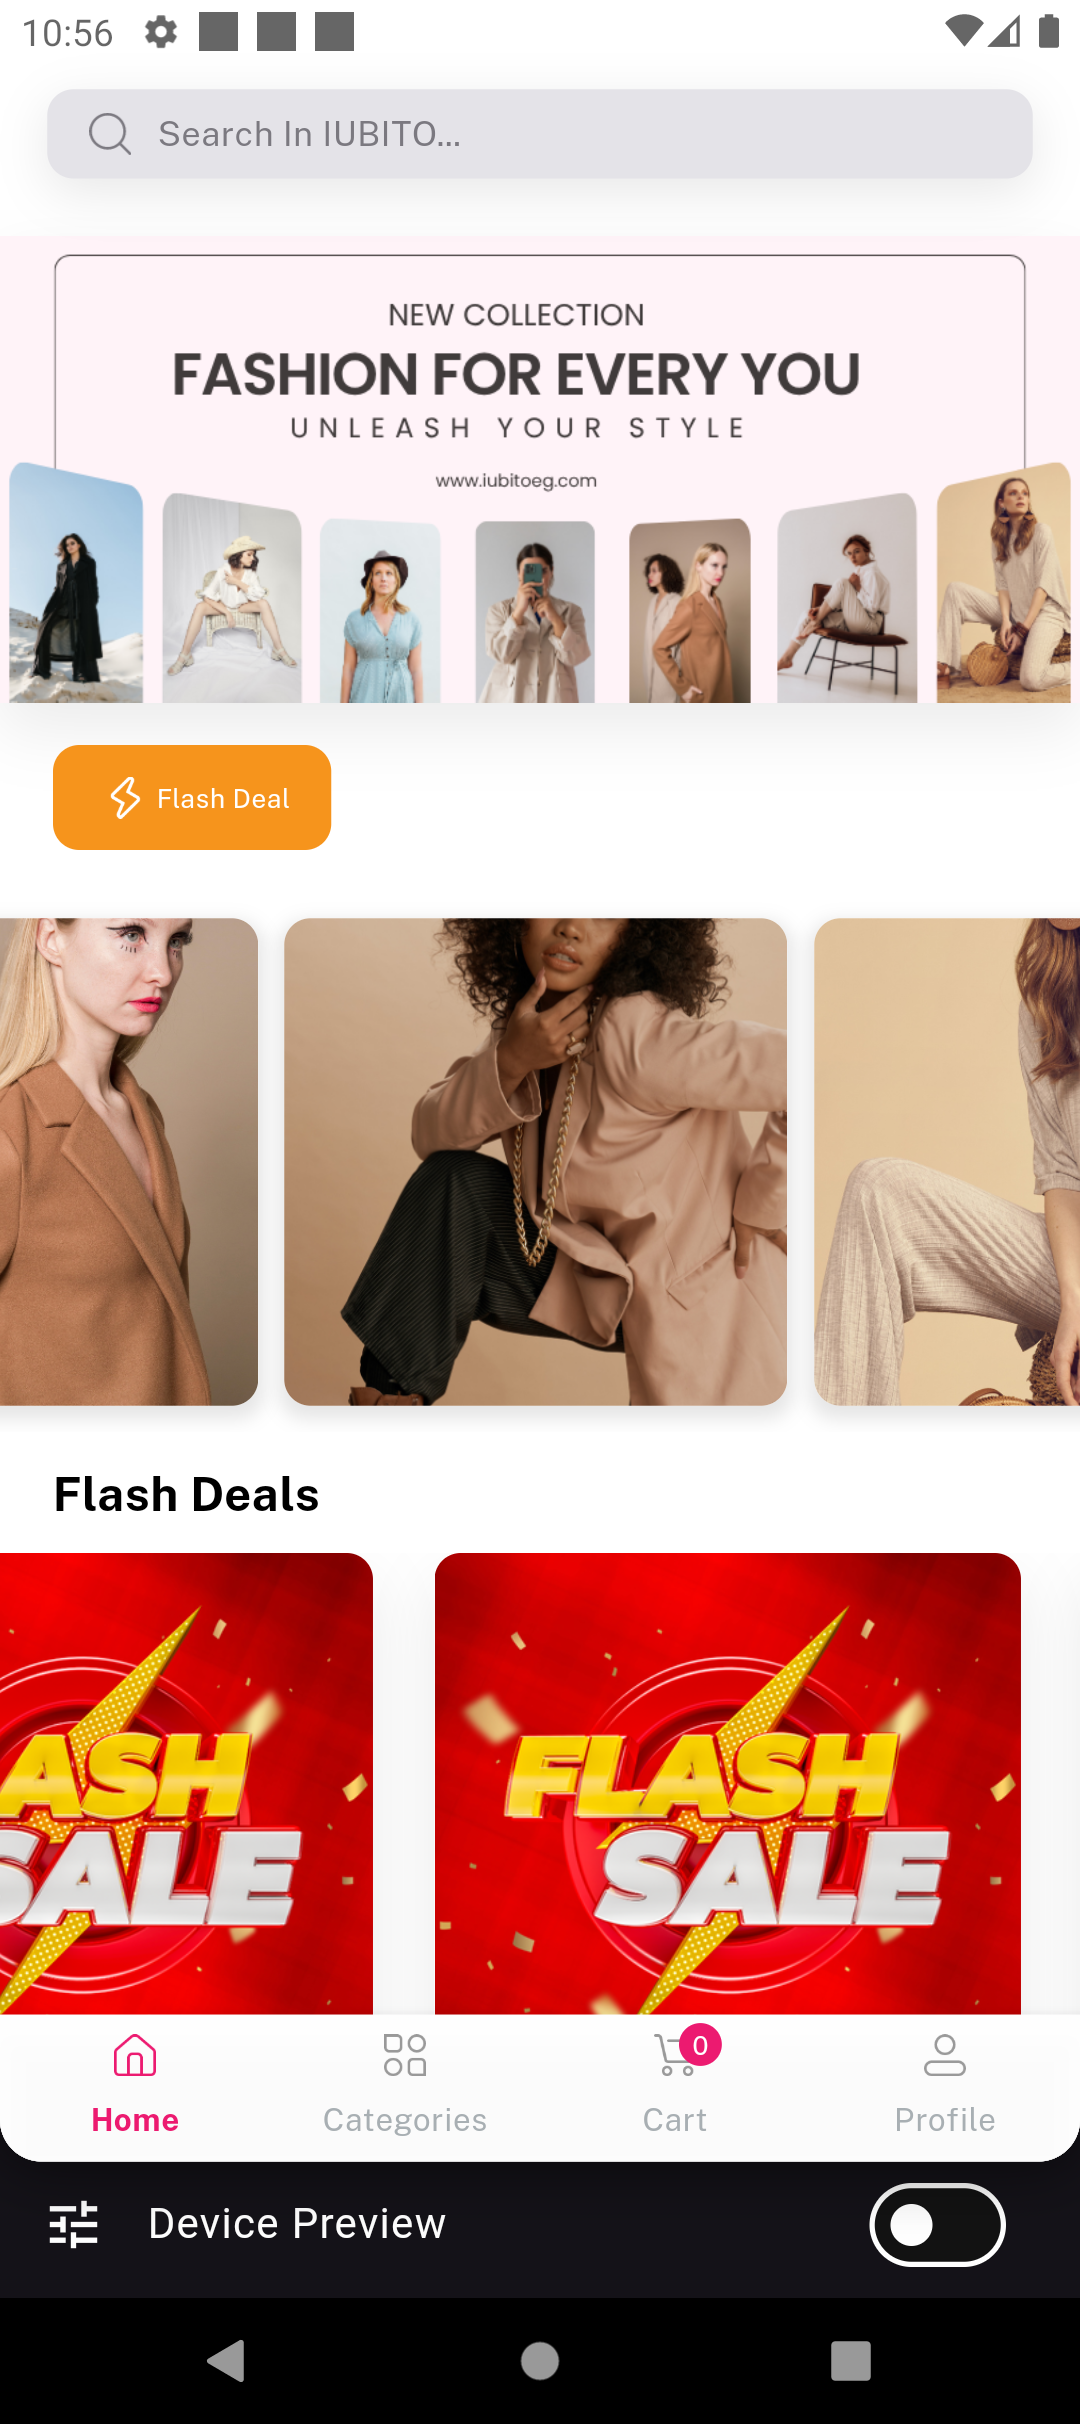 10:56
Search In IUBITO...
NEW COLLECTION
FASHION FOR EVERY YOU
UNLEASH YOUR STYLE
www.iubitoeg.com
Flash Deal
Flash Deals
ASH
SALE
FLASH
SALE
0
Home
Categories
Cart
Profile
Device Preview